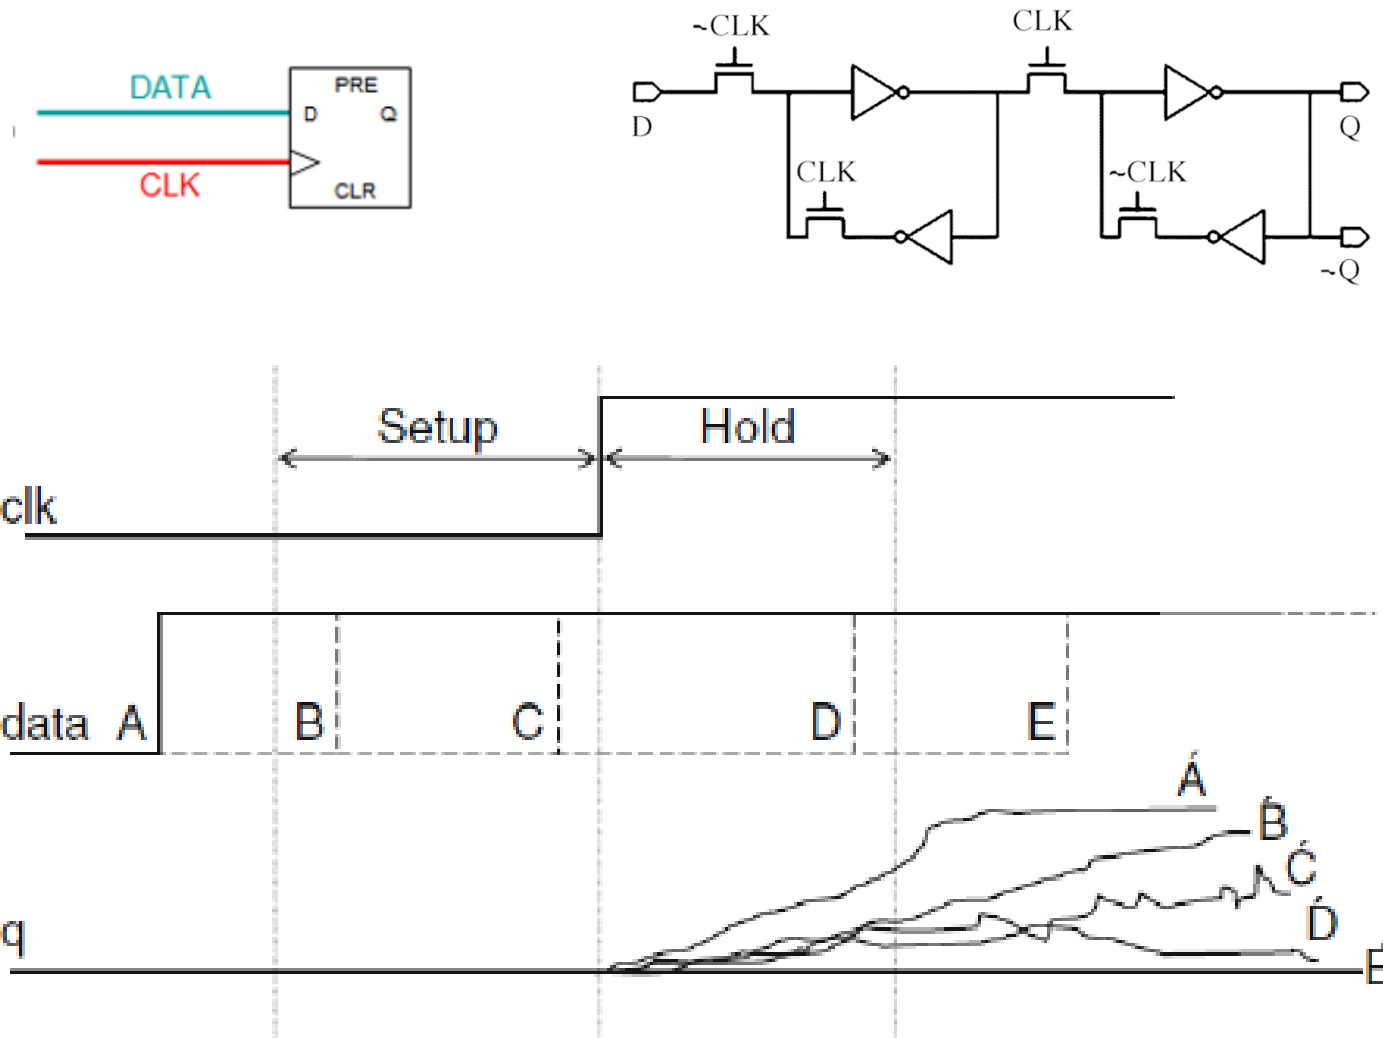 DATA
CLK
PRE
D Q
CLR
~CLK CLK
D
Q
CLK
~CLK
~Q
Setup
Hold
clk
data A B C D E
Á
B́
Ć
D́
É
q